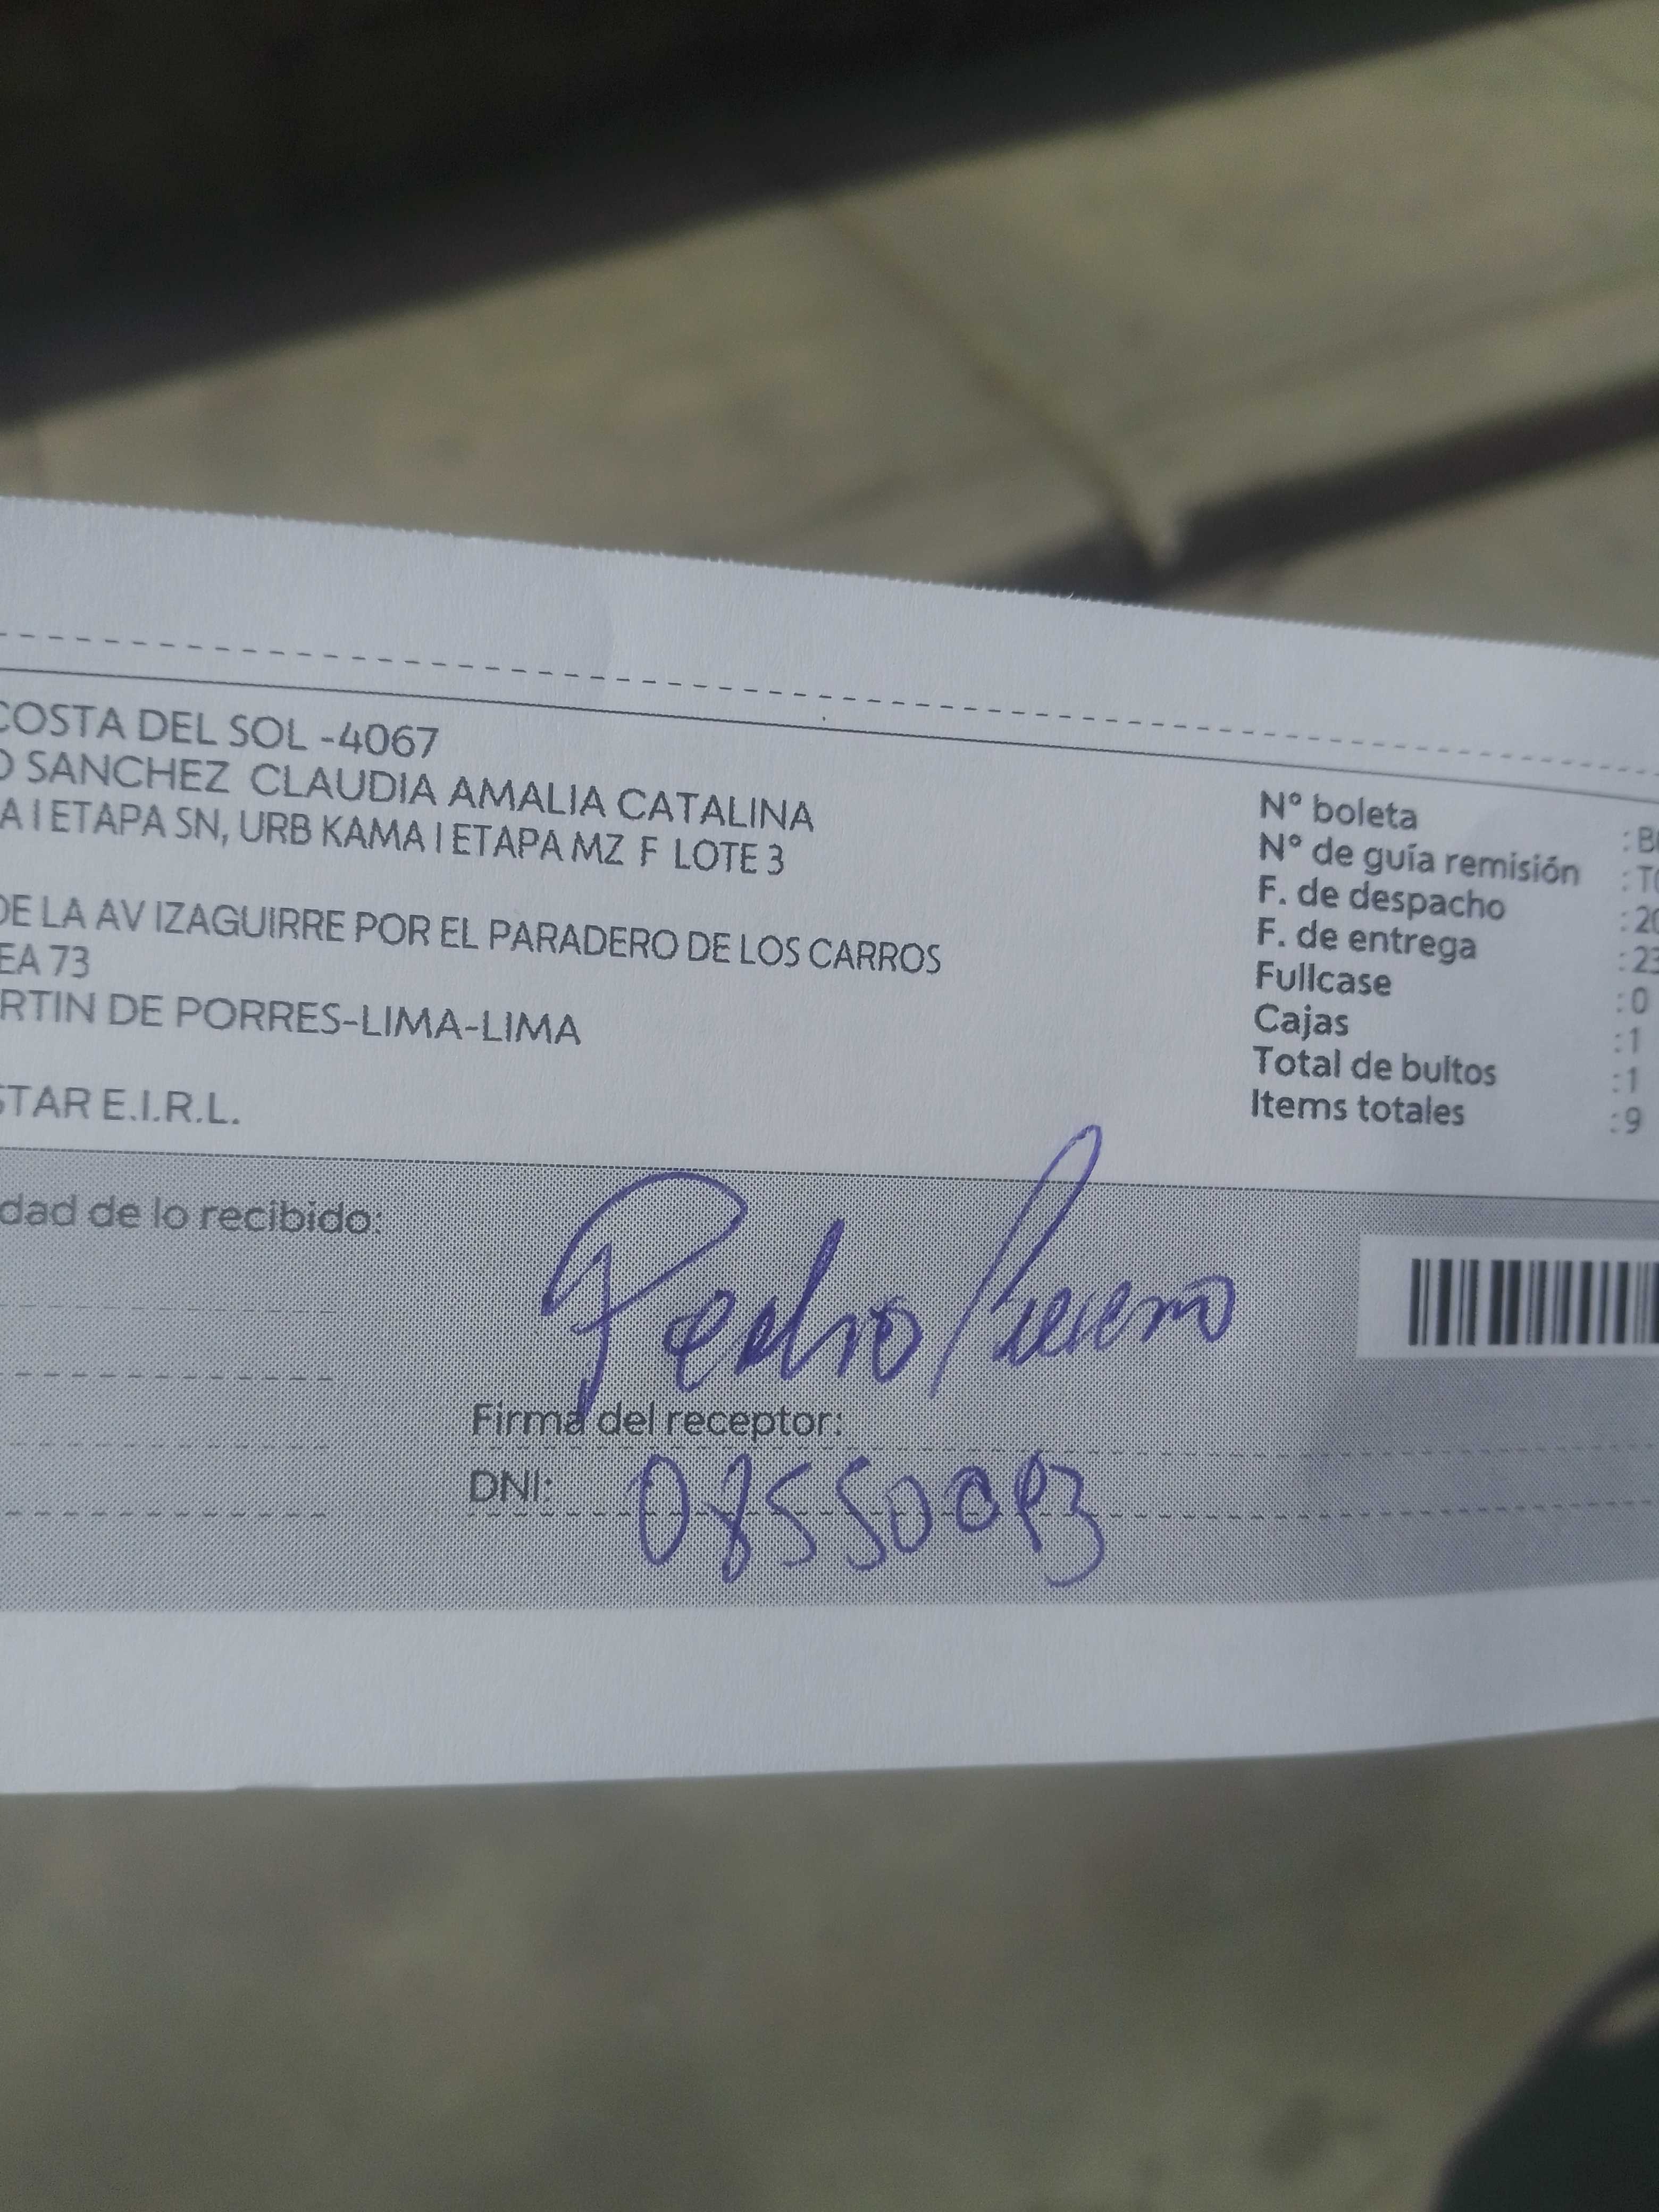 COSTA DEL SOL -4067
O SANCHEZ CLAUDIA AMALIA CATALINA
A I ETAPA SN, URB KAMA I ETAPA MZ F LOTE 3
DE LA AV IZAGUIRRE POR EL PARADERO DE LOS CARROS
EA 73
RTIN DE PORRES-LIMA-LIMA
STAR E.I.R.L.
N° boleta : B
N° de guía remisión : T0
F. de despacho : 20
F. de entrega : 23
Fullcase : 0
Cajas : 1
Total de bultos : 1
Items totales : 9
dad de lo recibido:
Pedro
Firma del receptor:
DNI: